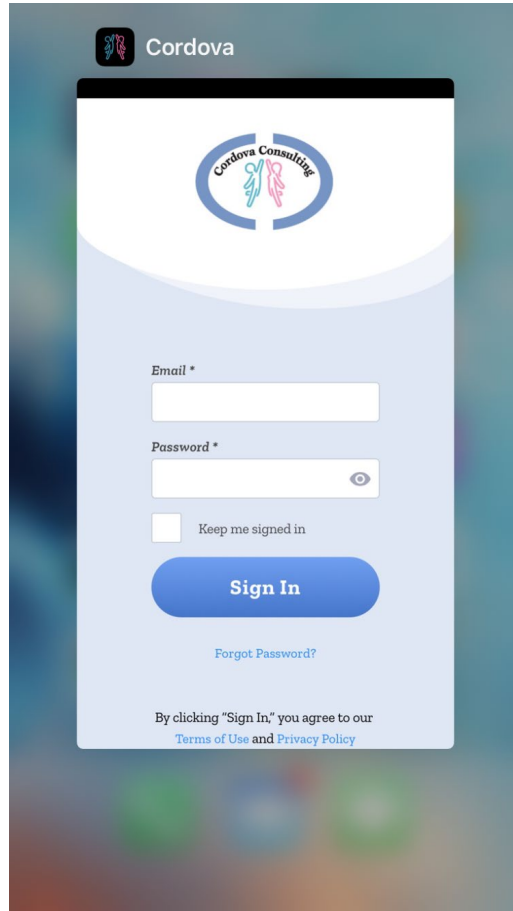 Cordova
Cordova Consulting
Email *
Password *
Keep me signed in
Sign In
Forgot Password?
By clicking "Sign In," you agree to our
Terms of Use and Privacy Policy